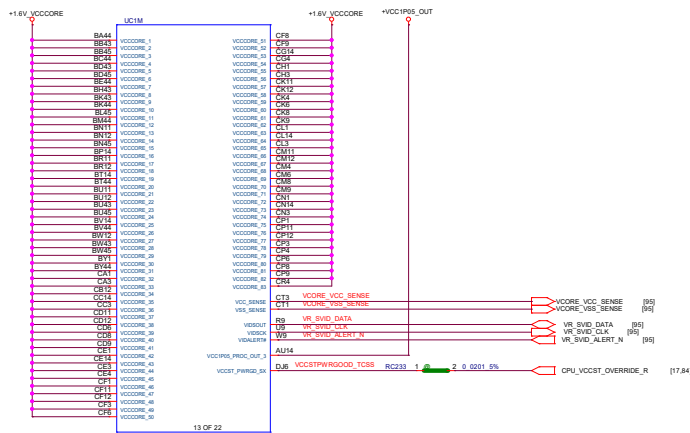 +1.6V_VCCCORE +1.6V_VCCCORE +VCC1P05_OUT
UC1M
BA44 VCCCORE_1 VCCCORE_51 CF8
BB43 VCCCORE_2 VCCCORE_52 CF9
BB45 VCCCORE_3 VCCCORE_53 CG14
BC44 VCCCORE_4 VCCCORE_54 CG4
BD43 VCCCORE_5 VCCCORE_55 CH1
BD45 VCCCORE_6 VCCCORE_56 CH3
BE44 VCCCORE_7 VCCCORE_57 CK11
BH43 VCCCORE_8 VCCCORE_58 CK12
BK43 VCCCORE_9 VCCCORE_59 CK4
BK44 VCCCORE_10 VCCCORE_60 CK6
BL45 VCCCORE_11 VCCCORE_61 CK8
BM44 VCCCORE_12 VCCCORE_62 CK9
BN11 VCCCORE_13 VCCCORE_63 CL1
BN12 VCCCORE_14 VCCCORE_64 CL14
BN45 VCCCORE_15 VCCCORE_65 CL3
BP14 VCCCORE_16 VCCCORE_66 CM11
BR11 VCCCORE_17 VCCCORE_67 CM12
BR12 VCCCORE_18 VCCCORE_68 CM4
BT14 VCCCORE_19 VCCCORE_69 CM6
BT44 VCCCORE_20 VCCCORE_70 CM8
BU11 VCCCORE_21 VCCCORE_71 CM9
BU12 VCCCORE_22 VCCCORE_72 CN1
BU43 VCCCORE_23 VCCCORE_73 CN14
BU45 VCCCORE_24 VCCCORE_74 CN3
BV14 VCCCORE_25 VCCCORE_75 CP1
BV44 VCCCORE_26 VCCCORE_76 CP11
BW12 VCCCORE_27 VCCCORE_77 CP12
BW43 VCCCORE_28 VCCCORE_78 CP3
BW45 VCCCORE_29 VCCCORE_79 CP4
BY1 VCCCORE_30 VCCCORE_80 CP6
BY44 VCCCORE_31 VCCCORE_81 CP8
CA1 VCCCORE_32 VCCCORE_82 CP9
CA3 VCCCORE_33 VCCCORE_83 CR4
CB12 VCCCORE_34
CC14 VCCCORE_35 VCC_SENSE CT3 VCORE_VCC_SENSE VCORE_VCC_SENSE [95]
CC3 VCCCORE_36 VSS_SENSE CT1 VCORE_VSS_SENSE VCORE_VSS_SENSE [95]
CD11 VCCCORE_37
CD12 VCCCORE_38 VIDSOUT R9 VR_SVID_DATA VR_SVID_DATA [95]
CD6 VCCCORE_39 VIDSCK U9 VR_SVID_CLK VR_SVID_CLK [95]
CD8 VCCCORE_40 VIDALERT# W9 VR_SVID_ALERT_N VR_SVID_ALERT_N [95]
CD9 VCCCORE_41
CE1 VCCCORE_42 VCC1P05_PROC_OUT_3 AU14
CE14 VCCCORE_43
CE3 VCCCORE_44 VCCST_PWRGD_SX DJ6 VCCSTPWRGOOD_TCSS RC233 1 @ 2 0_0201_5% CPU_VCCST_OVERRIDE_R [17,84
CE4 VCCCORE_45
CF1 VCCCORE_46
CF11 VCCCORE_47
CF12 VCCCORE_48
CF3 VCCCORE_49
CF6 VCCCORE_50
13 OF 22